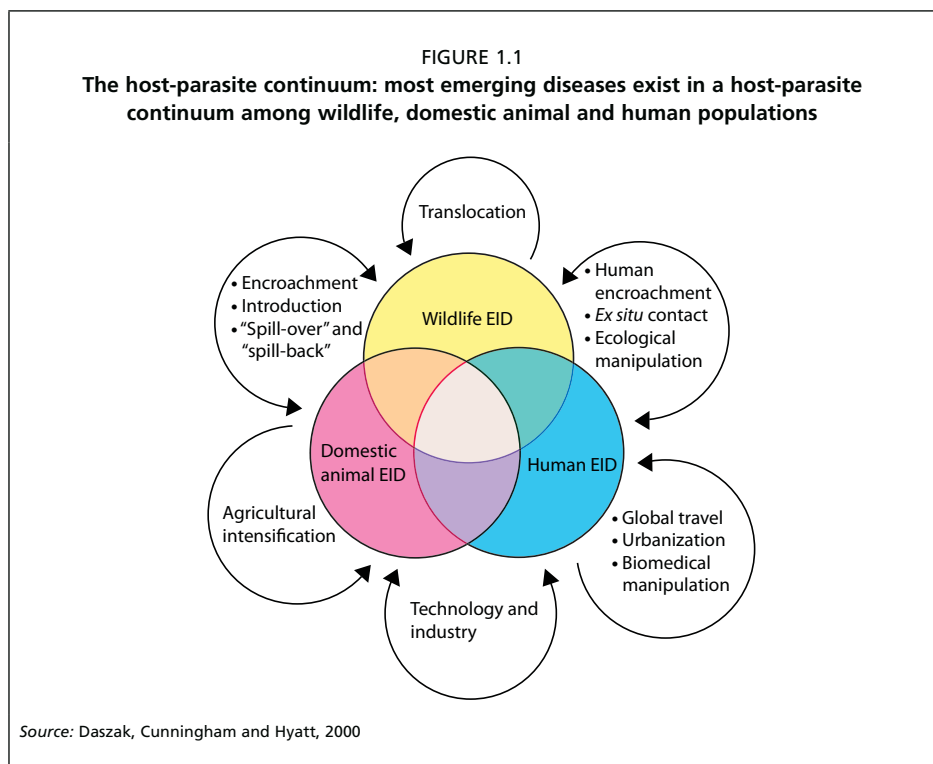 FIGURE 1.1
The host-parasite continuum: most emerging diseases exist in a host-parasite
continuum among wildlife, domestic animal and human populations
Translocation
• Encroachment
• Introduction
• “Spill-over” and
“spill-back”
• Human
encroachment
• Ex situ contact
• Ecological
manipulation
Wildlife EID
Domestic
animal EID
Human EID
Agricultural
intensification
• Global travel
• Urbanization
• Biomedical
manipulation
Technology and
industry
Source: Daszak, Cunningham and Hyatt, 2000